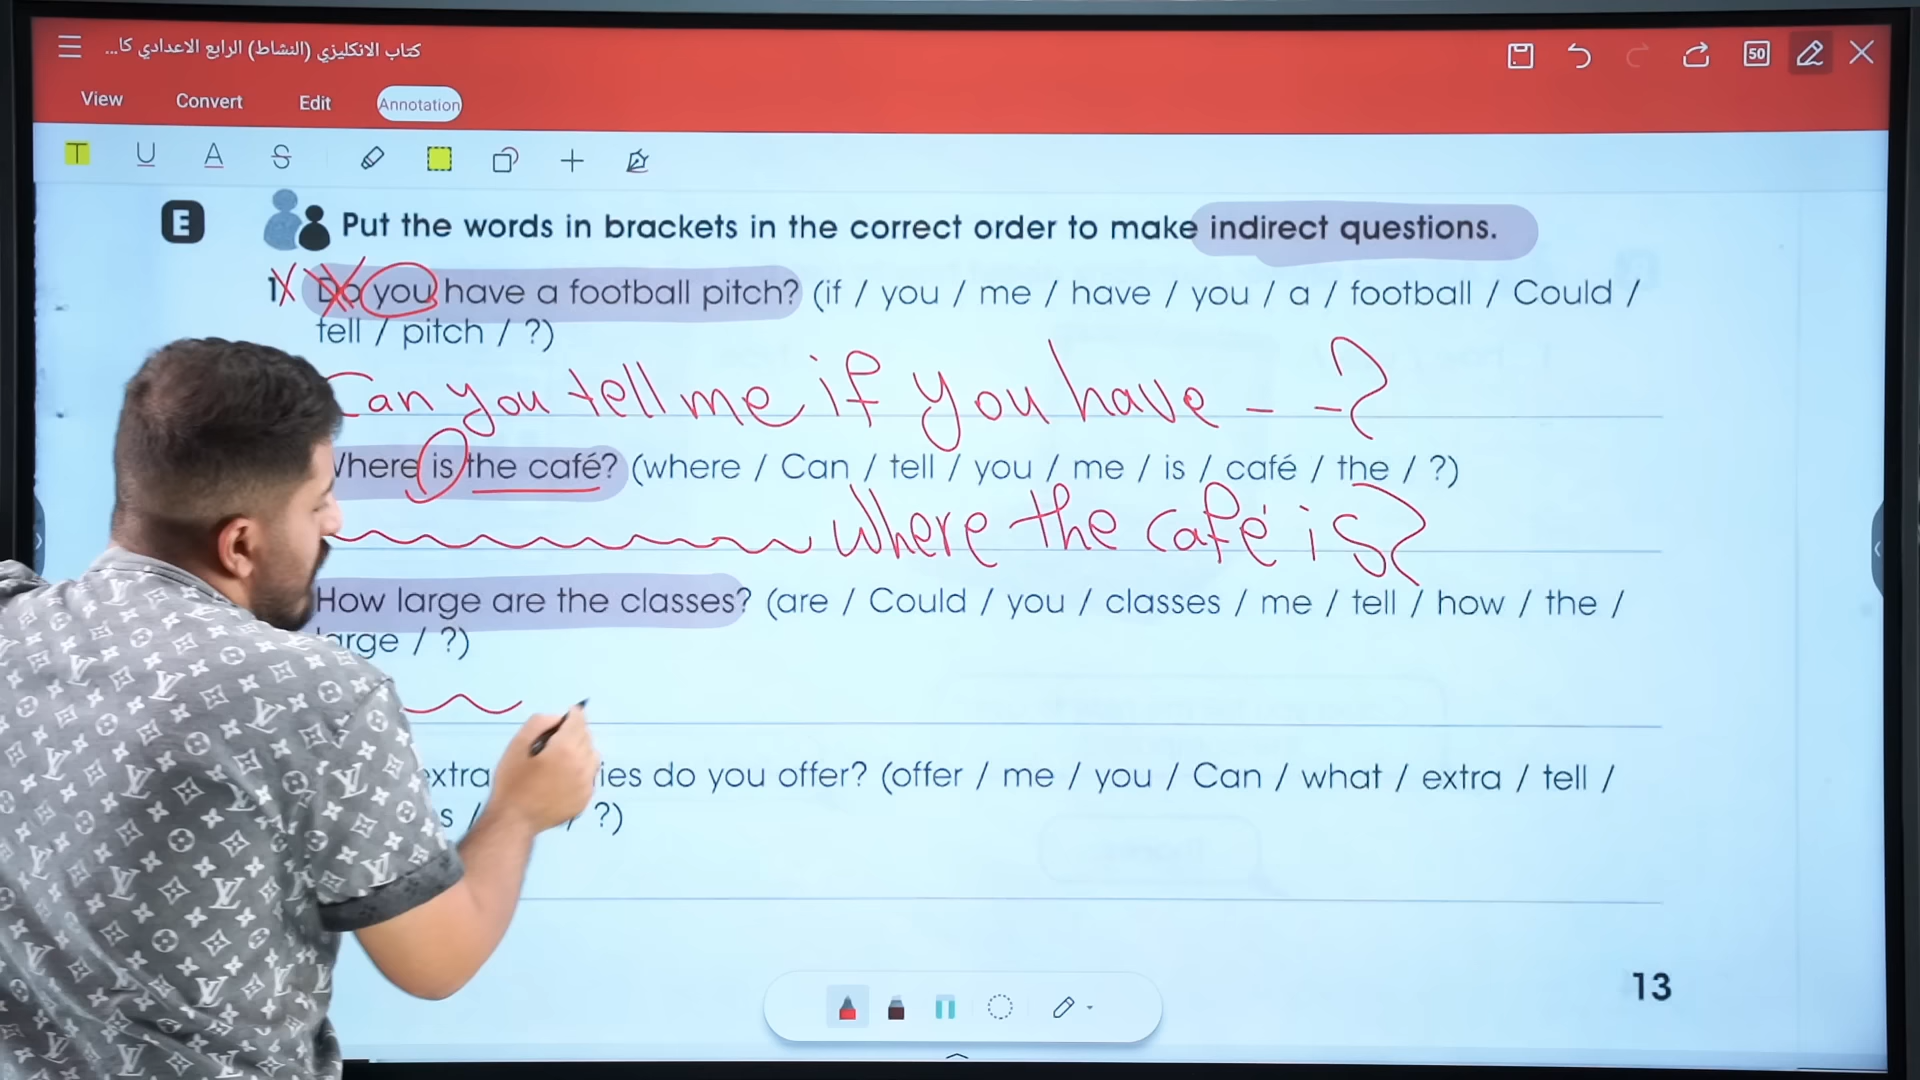 كتاب الانكليزي (النشاط) الرابع الاعدادي كا...
50
View Convert Edit Annotation
T U A S
E Put the words in brackets in the correct order to make indirect questions.
1 Do you have a football pitch? (if / you / me / have / you / a / football / Could /
tell / pitch / ?)
Can you tell me if you have - - ?
Where is the café? (where / Can / tell / you / me / is / café / the / ?)
where the café is?
How large are the classes? (are / Could / you / classes / me / tell / how / the /
large / ?)
extra ies do you offer? (offer / me / you / Can / what / extra / tell /
s / / ?)
13